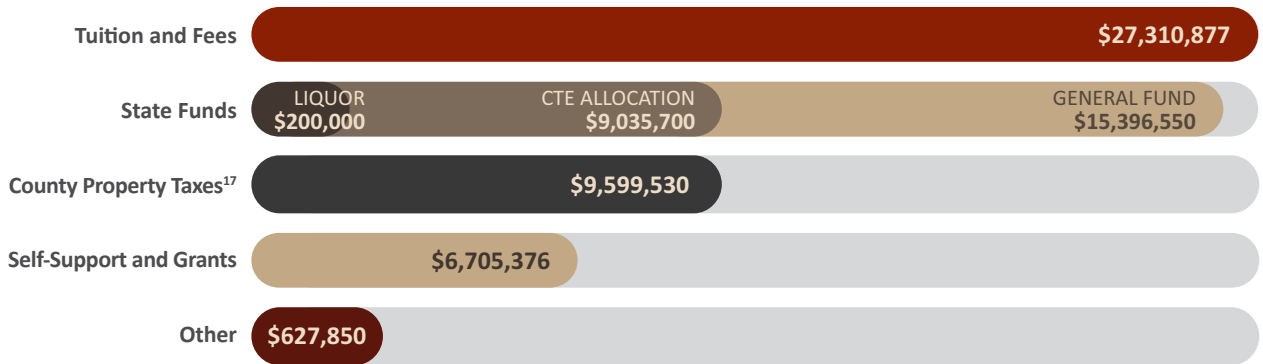 Tuition and Fees
$27,310,877
State Funds
LIQUOR
$200,000
CTE ALLOCATION
$9,035,700
GENERAL FUND
$15,396,550
County Property Taxes17
$9,599,530
Self-Support and Grants
$6,705,376
Other
$627,850